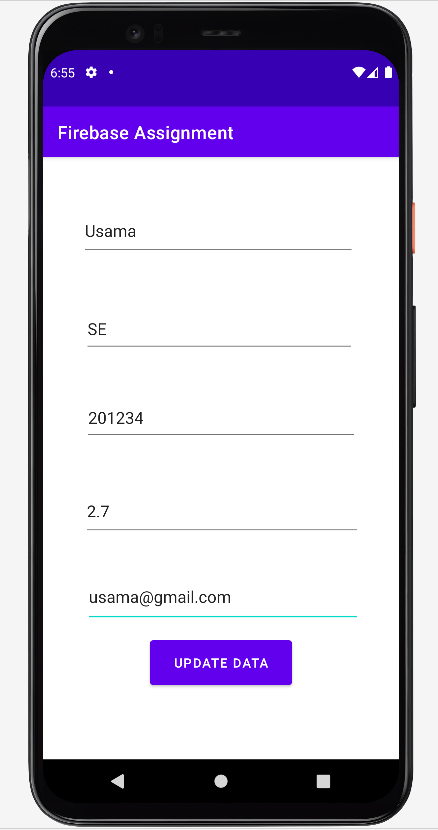 6:55
Firebase Assignment
Usama
SE
201234
2.7
usama@gmail.com
UPDATE DATA